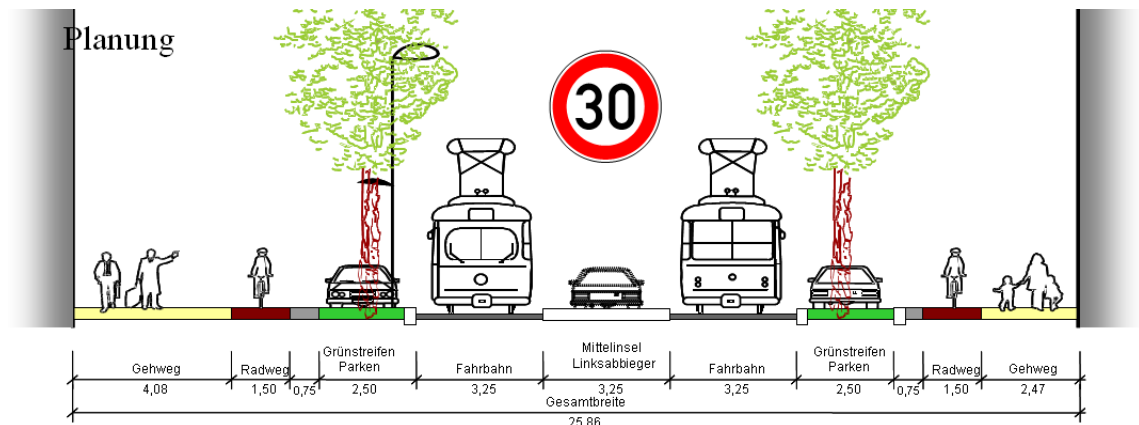 Planung
30
Grünstreifen
Parken
Mittelinsel
Linksabbieger
Grünstreifen
Parken
Gehweg
Radweg
Fahrbahn
Fahrbahn
Radweg
Gehweg
4,08
1,50
0,75
2,50
3,25
3,25
3,25
2,50
0,75
1,50
2,47
Gesamtbreite
25,86